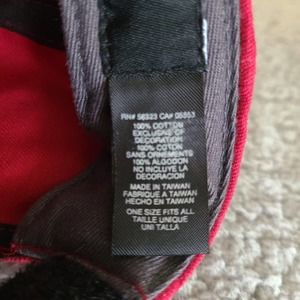 RN# 58323 CA# 05553
100% COTTON
EXCLUSIVE OF
DECORATION
100% COTON
SANS ORNEMENTS
100% ALGODON
NO INCLUYE LA
DECORACION
MADE IN TAIWAN
FABRIQUE A TAIWAN
HECHO EN TAIWAN
ONE SIZE FITS ALL
TAILLE UNIQUE
UNI TALLA